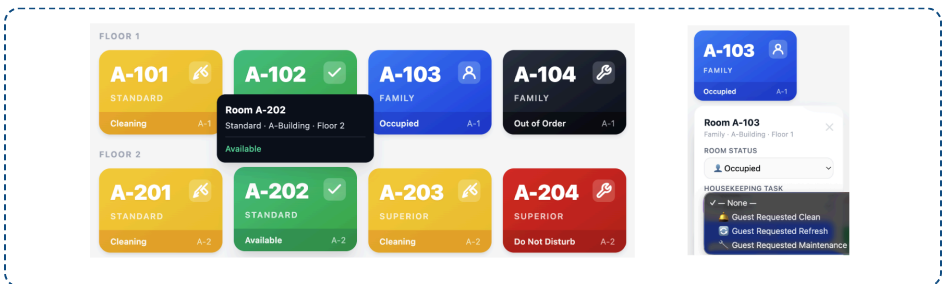 FLOOR 1
A-101
STANDARD
Cleaning A-1
A-102
A-103
FAMILY
Occupied A-1
A-104
FAMILY
Out of Order A-1
Room A-202
Standard · A-Building · Floor 2
Available
FLOOR 2
A-201
STANDARD
Cleaning A-2
A-202
STANDARD
Available A-2
A-203
SUPERIOR
Cleaning A-2
A-204
SUPERIOR
Do Not Disturb A-2
A-103
FAMILY
Occupied A-1
Room A-103
Family · A-Building · Floor 1
ROOM STATUS
Occupied
HOUSEKEEPING TASK
✓ — None —
Guest Requested Clean
Guest Requested Refresh
Guest Requested Maintenance